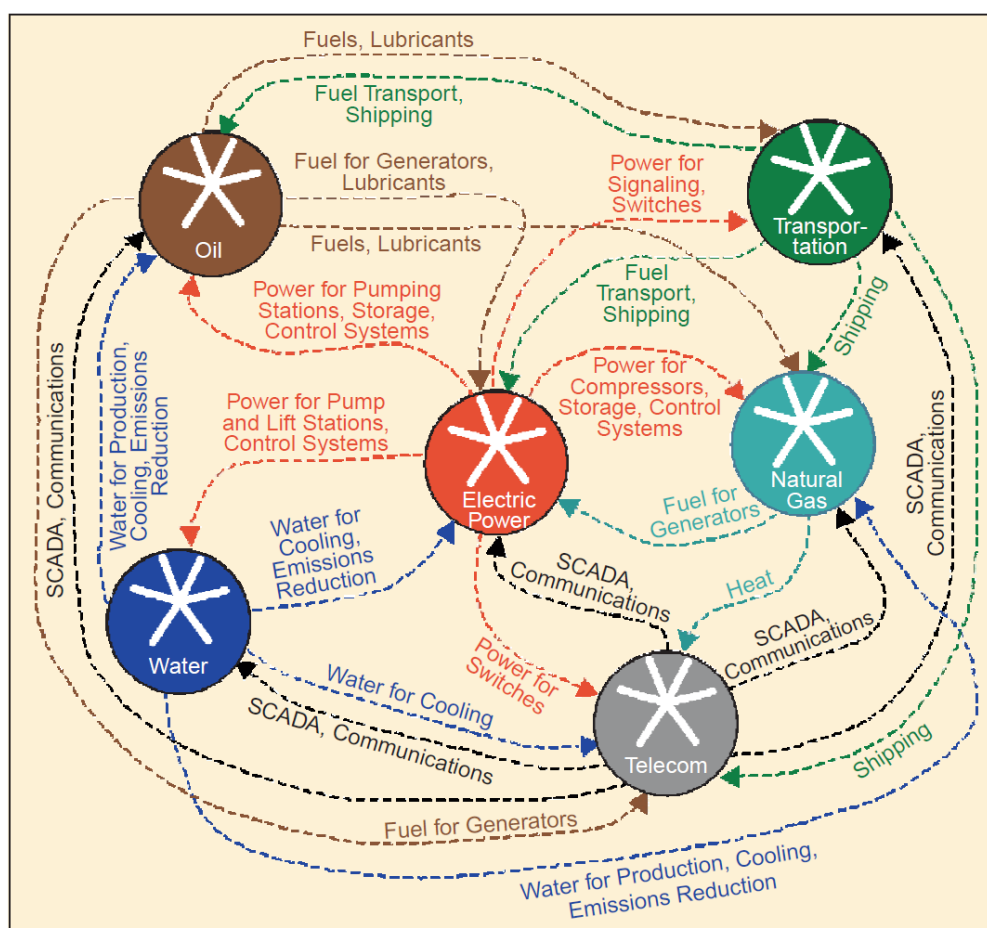 Fuels, Lubricants
Fuel Transport,
Shipping
Fuel for Generators,
Lubricants
Power for
Signaling,
Switches
Transpor-
tation
Oil
Fuels, Lubricants
Fuel
Transport,
Shipping
Shipping
Power for Pumping
Stations, Storage,
Control Systems
Power for
Compressors,
Storage, Control
Systems
Power for Pump
and Lift Stations,
Control Systems
SCADA, Communications
Water for Production,
Cooling, Emissions
Reduction
SCADA,
Communications
Electric
Power
Natural
Gas
Fuel for
Generators
Water for
Cooling,
Emissions
Reduction
SCADA,
Communications
Heat
SCADA,
Communications
Water
Power for
Switches
Water for Cooling
SCADA, Communications
Telecom
Shipping
Fuel for Generators
Water for Production, Cooling,
Emissions Reduction